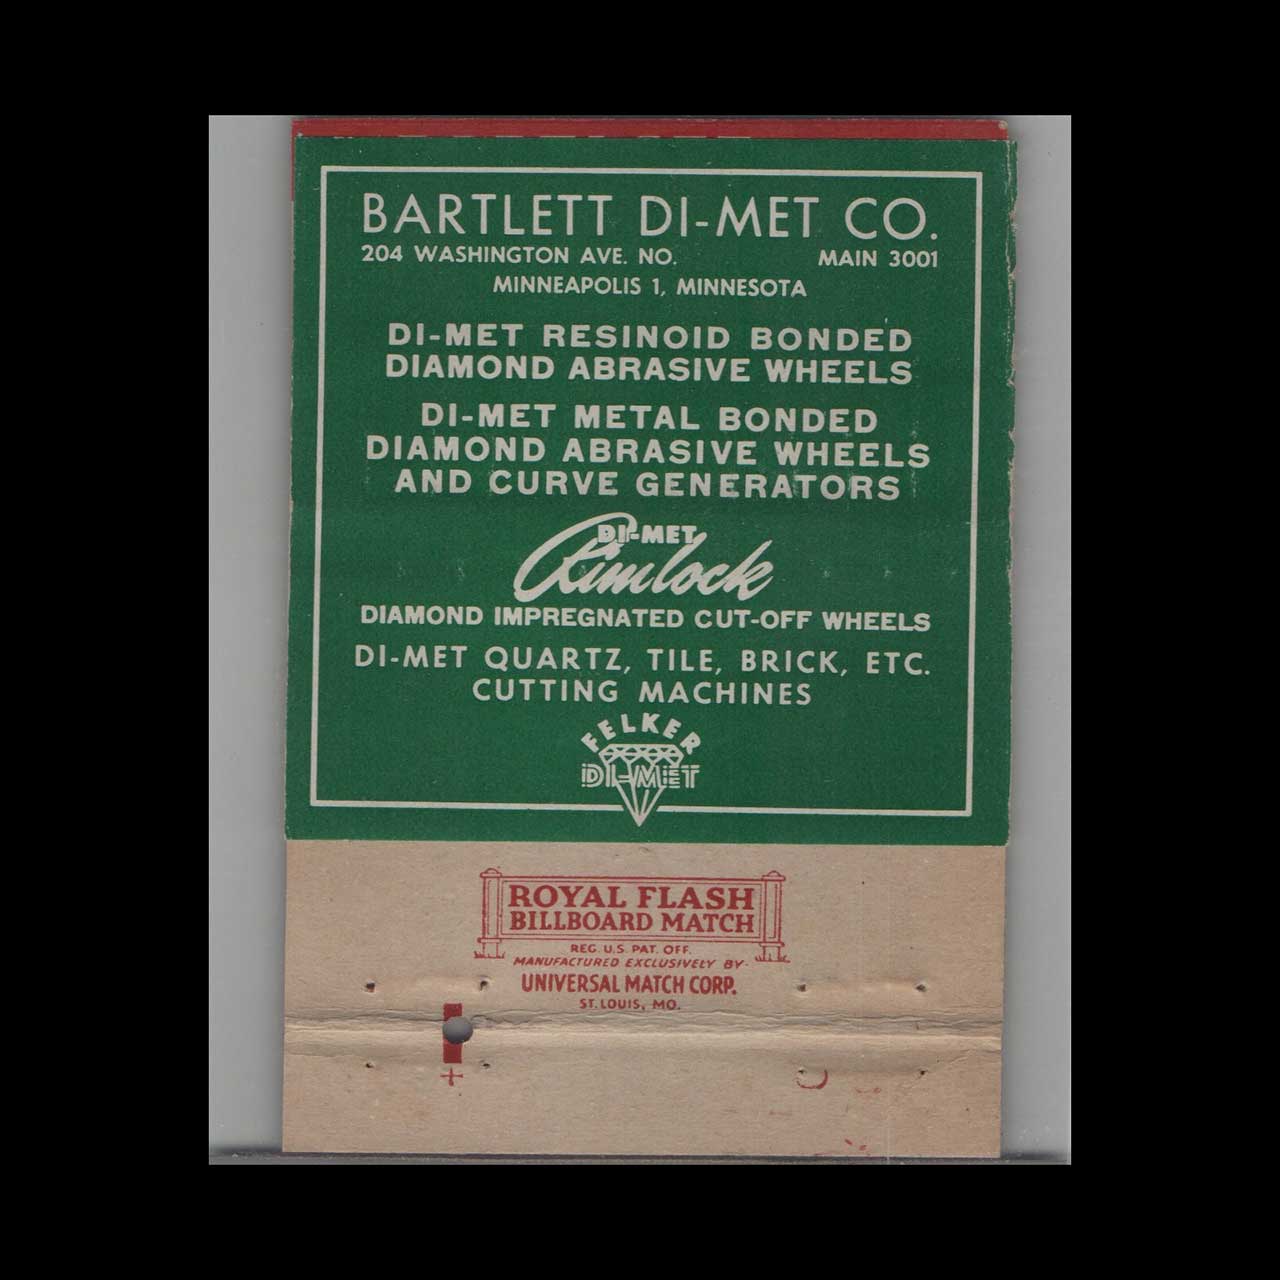 BARTLETT DI-MET CO.
204 WASHINGTON AVE. NO. MAIN 3001
MINNEAPOLIS 1, MINNESOTA
DI-MET RESINOID BONDED
DIAMOND ABRASIVE WHEELS
DI-MET METAL BONDED
DIAMOND ABRASIVE WHEELS
AND CURVE GENERATORS
DI-MET
Rimlock
DIAMOND IMPREGNATED CUT-OFF WHEELS
DI-MET QUARTZ, TILE, BRICK, ETC.
CUTTING MACHINES
FELKER
DI-MET
ROYAL FLASH
BILLBOARD MATCH
REG. U.S. PAT. OFF.
MANUFACTURED EXCLUSIVELY BY
UNIVERSAL MATCH CORP.
ST. LOUIS, MO.